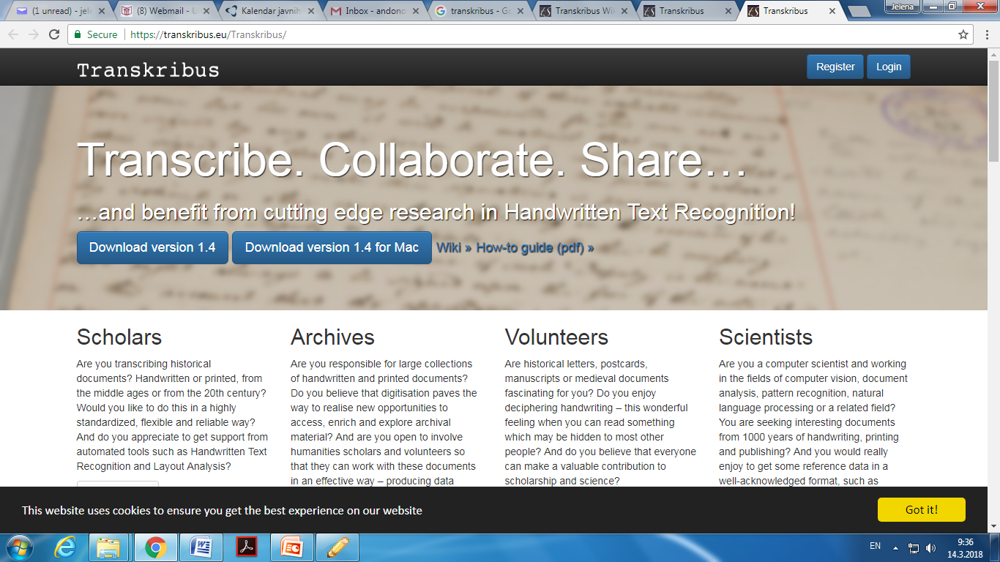 (1 unread) - jele
(8) Webmail - U
Kalendar javnih
Inbox - andono
transkribus - Go
Transkribus Wik
Transkribus
Transkribus
Jelena
Secure
https://transkribus.eu/Transkribus/
Transkribus
Register
Login
Transcribe. Collaborate. Share…
…and benefit from cutting edge research in Handwritten Text Recognition!
Download version 1.4
Download version 1.4 for Mac
Wiki »
How-to guide (pdf) »
Scholars
Are you transcribing historical
documents? Handwritten or printed, from
the middle ages or from the 20th century?
Would you like to do this in a highly
standardized, flexible and reliable way?
And do you appreciate to get support from
automated tools such as Handwritten Text
Recognition and Layout Analysis?
Archives
Are you responsible for large collections
of handwritten and printed documents?
Do you believe that digitisation paves the
way to realise new opportunities to
access, enrich and explore archival
material? And are you open to involve
humanities scholars and volunteers so
that they can work with these documents
in an effective way – producing data
Volunteers
Are historical letters, postcards,
manuscripts or medieval documents
fascinating for you? Do you enjoy
deciphering handwriting – this wonderful
feeling when you can read something
which may be hidden to most other
people? And do you believe that everyone
can make a valuable contribution to
scholarship and science?
Scientists
Are you a computer scientist and working
in the fields of computer vision, document
analysis, pattern recognition, natural
language processing or a related field?
You are seeking interesting documents
from 1000 years of handwriting, printing
and publishing? And you would really
enjoy to get some reference data in a
well-acknowledged format, such as
This website uses cookies to ensure you get the best experience on our website
Got it!
EN
9:36
14.3.2018